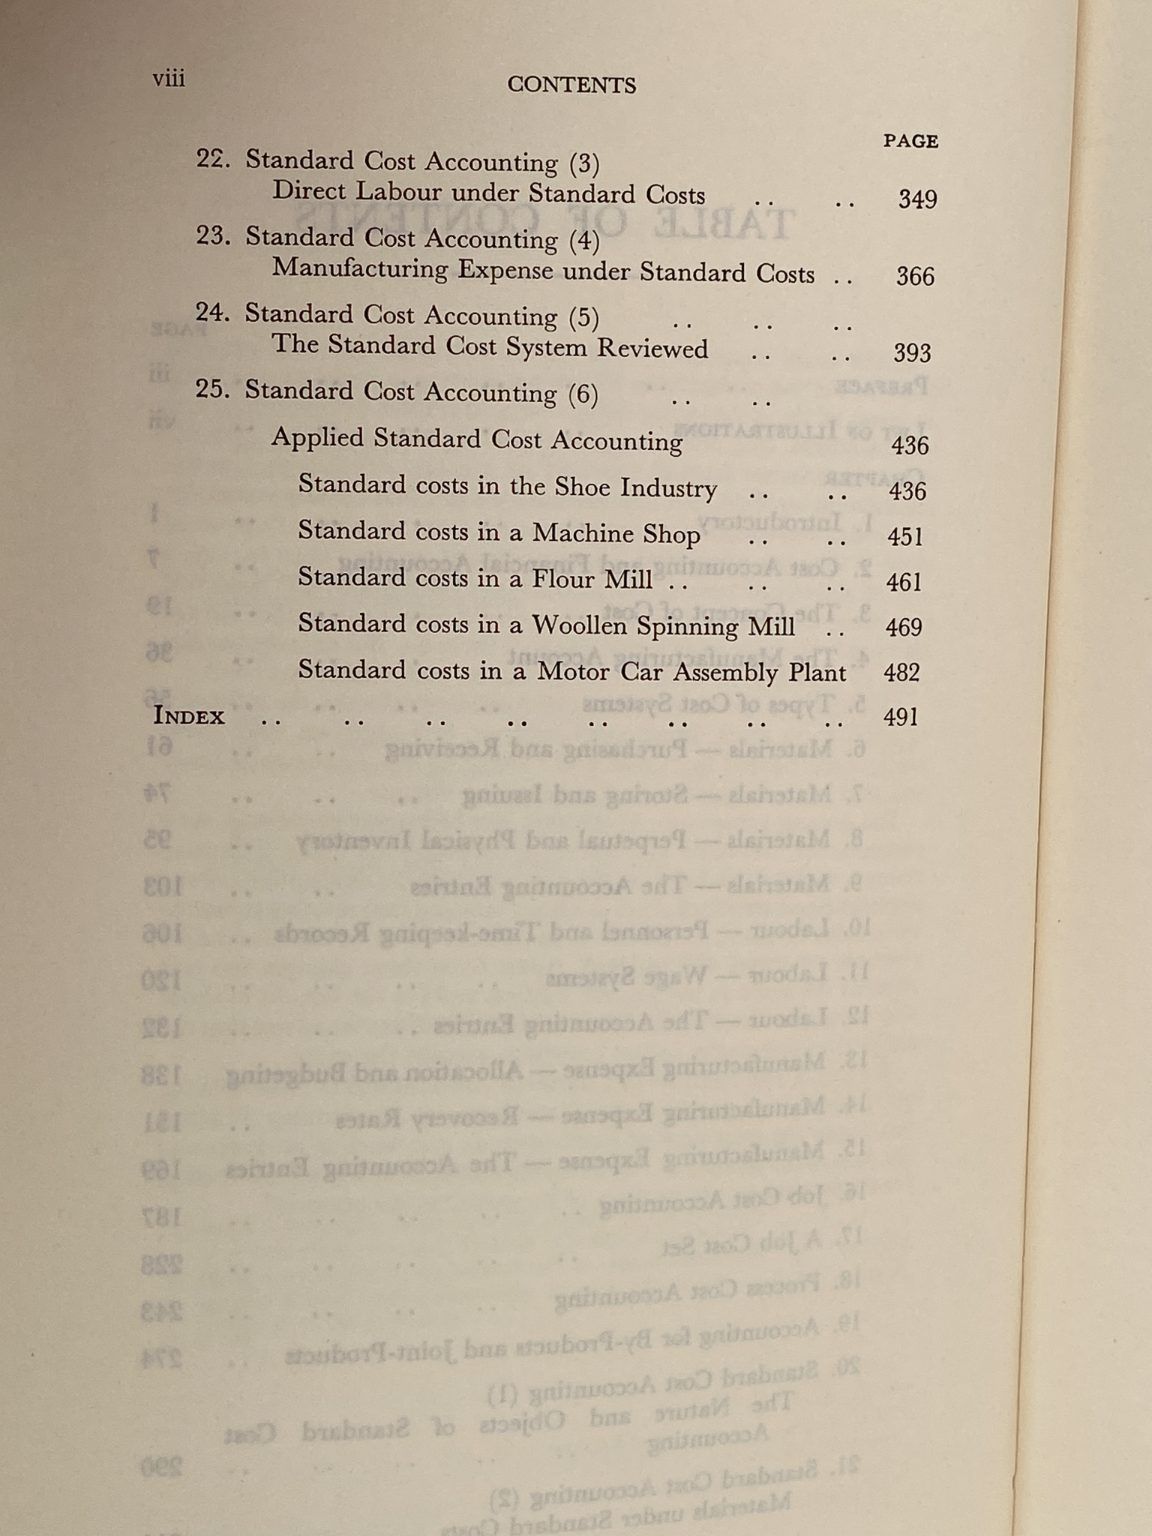 viii
CONTENTS
PAGE
22. Standard Cost Accounting (3)
Direct Labour under Standard Costs .. .. 349
23. Standard Cost Accounting (4)
Manufacturing Expense under Standard Costs .. 366
24. Standard Cost Accounting (5) .. .. ..
The Standard Cost System Reviewed .. .. 393
25. Standard Cost Accounting (6) .. ..
Applied Standard Cost Accounting 436
Standard costs in the Shoe Industry .. .. 436
Standard costs in a Machine Shop .. .. 451
Standard costs in a Flour Mill .. .. .. 461
Standard costs in a Woollen Spinning Mill .. 469
Standard costs in a Motor Car Assembly Plant 482
INDEX .. .. .. .. .. .. .. .. 491